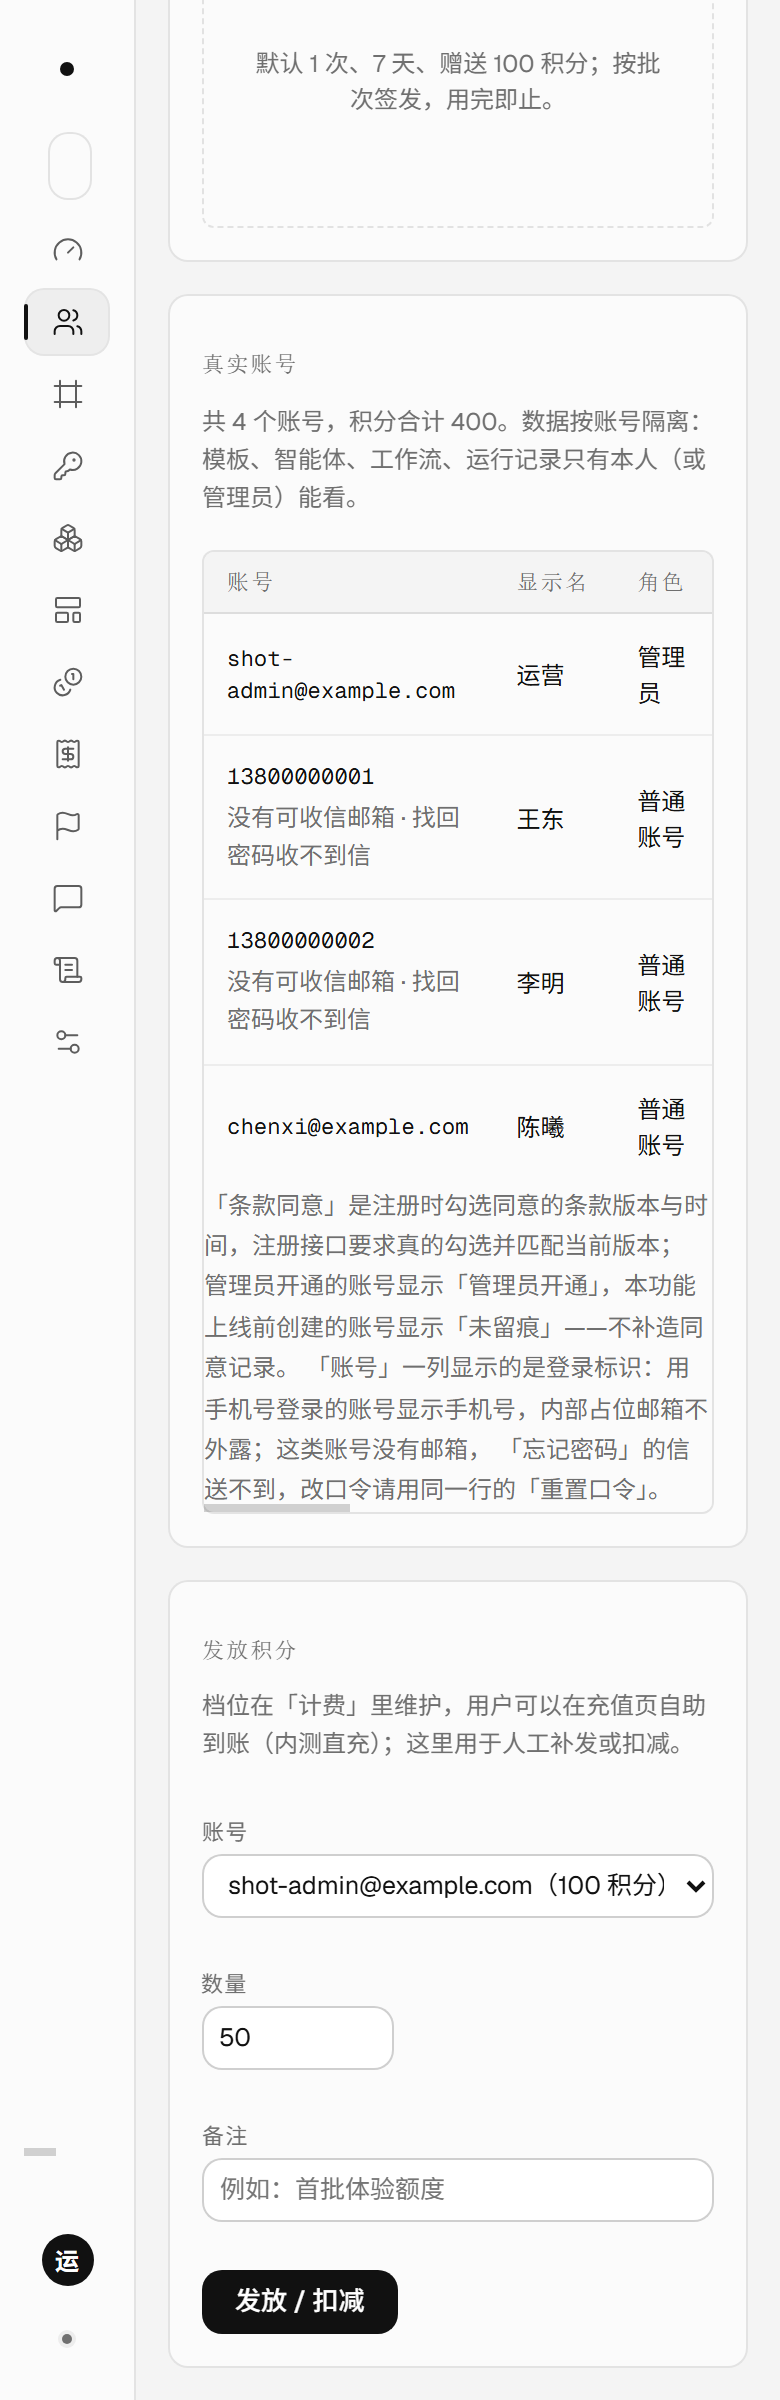 默认 1 次、7 天、赠送 100 积分；按批
次签发，用完即止。
真实账号
共 4 个账号，积分合计 400。数据按账号隔离：
模板、智能体、工作流、运行记录只有本人（或
管理员）能看。
账号 显示名 角色
shot-
admin@example.com
运营
管理
员
13800000001
没有可收信邮箱 · 找回
密码收不到信
王东
普通
账号
13800000002
没有可收信邮箱 · 找回
密码收不到信
李明
普通
账号
chenxi@example.com
陈曦
普通
账号
「条款同意」是注册时勾选同意的条款版本与时
间，注册接口要求真的勾选并匹配当前版本；
管理员开通的账号显示「管理员开通」，本功能
上线前创建的账号显示「未留痕」——不补造同
意记录。 「账号」一列显示的是登录标识：用
手机号登录的账号显示手机号，内部占位邮箱不
外露；这类账号没有邮箱， 「忘记密码」的信
送不到，改口令请用同一行的「重置口令」。
发放积分
档位在「计费」里维护，用户可以在充值页自助
到账（内测直充）；这里用于人工补发或扣减。
账号
shot-admin@example.com（100 积分）
数量
50
备注
例如：首批体验额度
发放 / 扣减
运